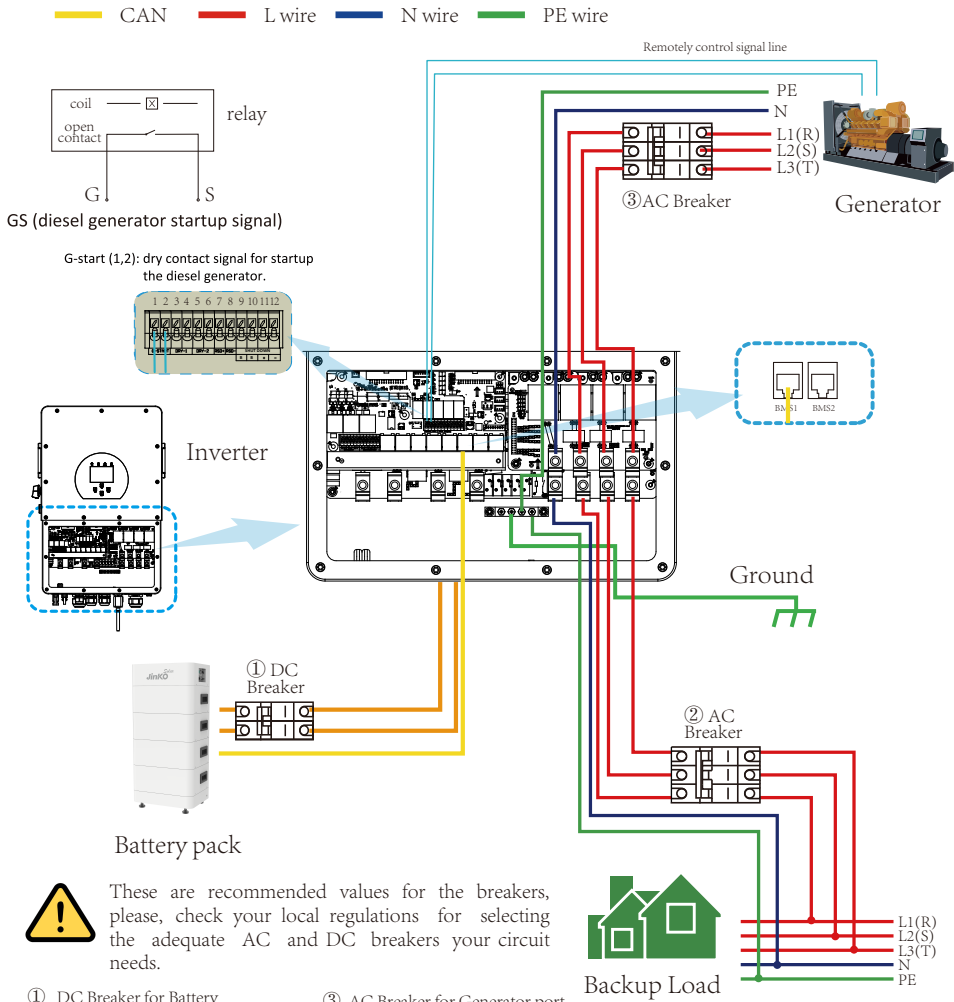 CAN L wire N wire PE wire
Remotely control signal line
coil
open
contact
relay
G S
GS (diesel generator startup signal)
PE
N
L1(R)
L2(S)
L3(T)
③AC Breaker
Generator
G-start (1,2): dry contact signal for startup
the diesel generator.
1 2 3 4 5 6 7 8 9 10 11 12
BMS1 BMS2
Inverter
Ground
① DC
Breaker
JinKO
② AC
Breaker
Battery pack
These are recommended values for the breakers,
please, check your local regulations for selecting
the adequate AC and DC breakers your circuit
needs.
L1(R)
L2(S)
L3(T)
N
PE
Backup Load
① DC Breaker for Battery
③ AC Breaker for Generator port